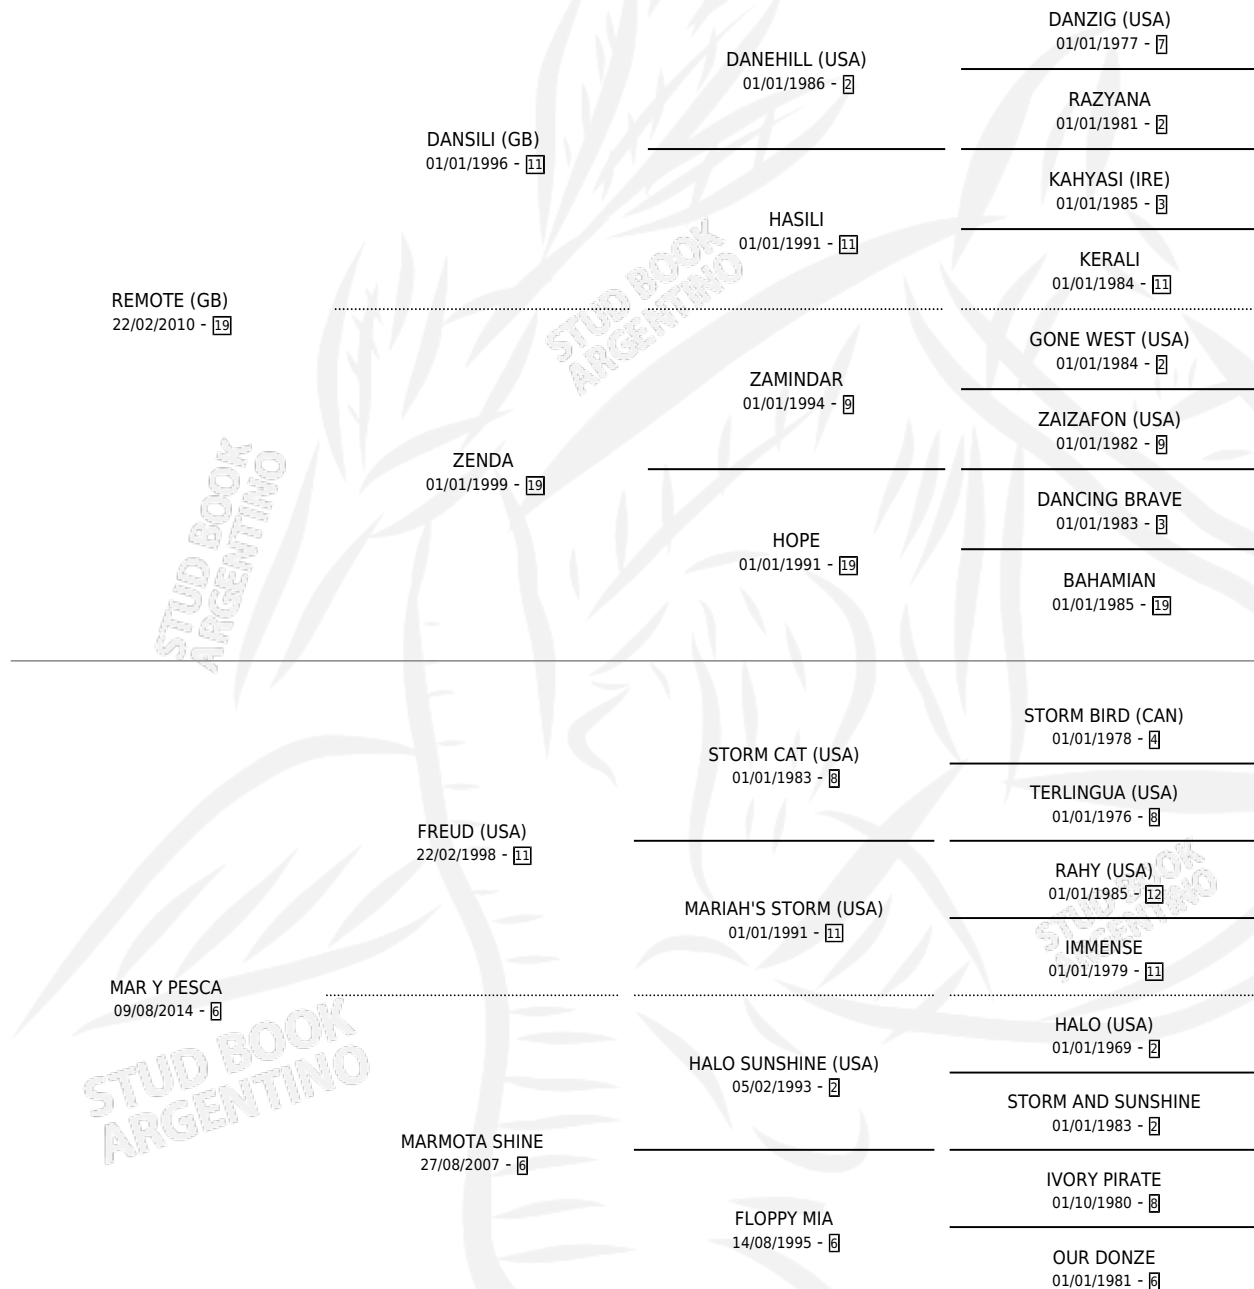 DANZIG (USA)
01/01/1977 - 7
DANEHILL (USA)
01/01/1986 - 2
RAZYANA
01/01/1981 - 2
DANSILI (GB)
01/01/1996 - 11
KAHYASI (IRE)
01/01/1985 - 3
HASILI
01/01/1991 - 11
KERALI
01/01/1984 - 11
REMOTE (GB)
22/02/2010 - 19
GONE WEST (USA)
01/01/1984 - 2
ZAMINDAR
01/01/1994 - 9
ZAIZAFON (USA)
01/01/1982 - 9
ZENDA
01/01/1999 - 19
DANCING BRAVE
01/01/1983 - 3
HOPE
01/01/1991 - 19
BAHAMIAN
01/01/1985 - 19
STUD BOOK
ARGENTINO
STUD BOOK
ARGENTINO
STORM BIRD (CAN)
01/01/1978 - 4
STORM CAT (USA)
01/01/1983 - 8
TERLINGUA (USA)
01/01/1976 - 8
FREUD (USA)
22/02/1998 - 11
RAHY (USA)
01/01/1985 - 12
MARIAH'S STORM (USA)
01/01/1991 - 11
IMMENSE
01/01/1979 - 11
STUD BOOK
ARGENTINO
MAR Y PESCA
09/08/2014 - 6
HALO (USA)
01/01/1969 - 2
HALO SUNSHINE (USA)
05/02/1993 - 2
STORM AND SUNSHINE
01/01/1983 - 2
MARMOTA SHINE
27/08/2007 - 6
IVORY PIRATE
01/10/1980 - 8
FLOPPY MIA
14/08/1995 - 6
OUR DONZE
01/01/1981 - 6
STUD BOOK
ARGENTINO